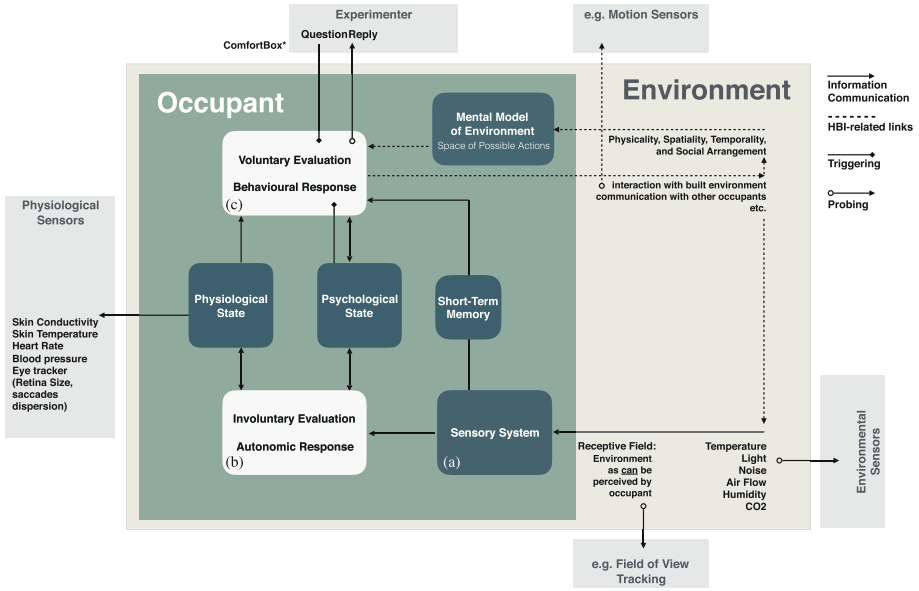 Experimenter
QuestionReply
ComfortBox*
e.g. Motion Sensors
Occupant
Environment
Information
Communication
HBI-related links
Triggering
Probing
Mental Model
of Environment
Space of Possible Actions
Physicality, Spatiality, Temporality,
and Social Arrangement
Voluntary Evaluation
Behavioural Response
(c)
interaction with built environment
communication with other occupants
etc.
Physiological
Sensors
Skin Conductivity
Skin Temperature
Heart Rate
Blood pressure
Eye tracker
(Retina Size,
saccades
dispersion)
Physiological
State
Psychological
State
Short-Term
Memory
Involuntary Evaluation
Autonomic Response
(b)
Sensory System
(a)
Receptive Field:
Environment
as can be
perceived by
occupant
Temperature
Light
Noise
Air Flow
Humidity
CO2
Environmental
Sensors
e.g. Field of View
Tracking